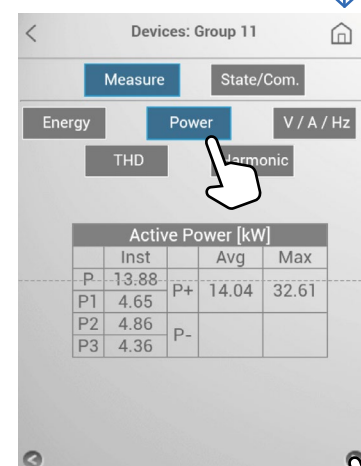 Devices: Group 11
Measure State/Com.
Energy Power V / A / Hz
THD Harmonic
Active Power [kW]
Inst Avg Max
P 13.88 P+ 14.04 32.61
P1 4.65
P2 4.86 P-
P3 4.36